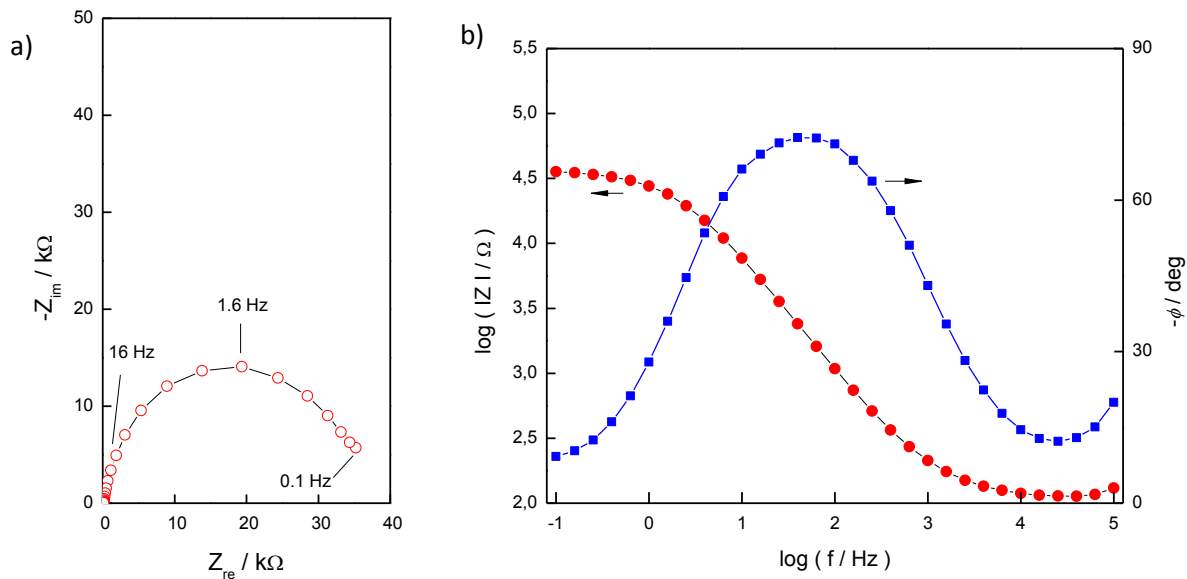 a)
50
40
30
20
10
0
-Z_im / kΩ
16 Hz
1.6 Hz
0.1 Hz
0 10 20 30 40
Z_re / kΩ
b)
5,5
5,0
4,5
4,0
3,5
3,0
2,5
2,0
log ( IZ I / Ω )
90
60
30
0
-ϕ / deg
-1 0 1 2 3 4 5
log ( f / Hz )